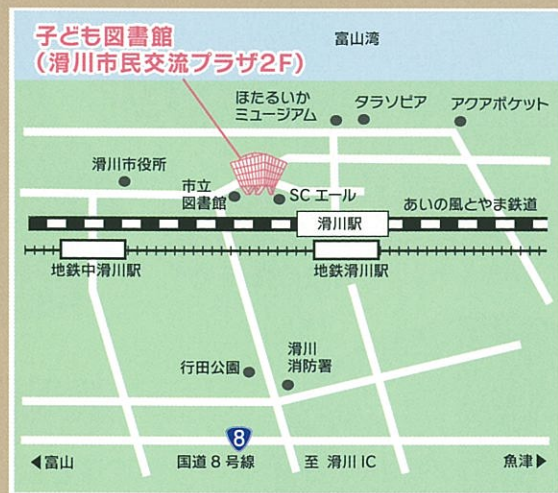 子ども図書館
(滑川市民交流プラザ2F)
富山湾
ほたるいか
ミュージアム
タラソピア
アクアポケット
滑川市役所
市立
図書館
SCエール
滑川駅
あいの風とやま鉄道
地鉄中滑川駅
地鉄滑川駅
行田公園
滑川
消防署
8
◀富山
国道8号線
至 滑川IC
魚津▶